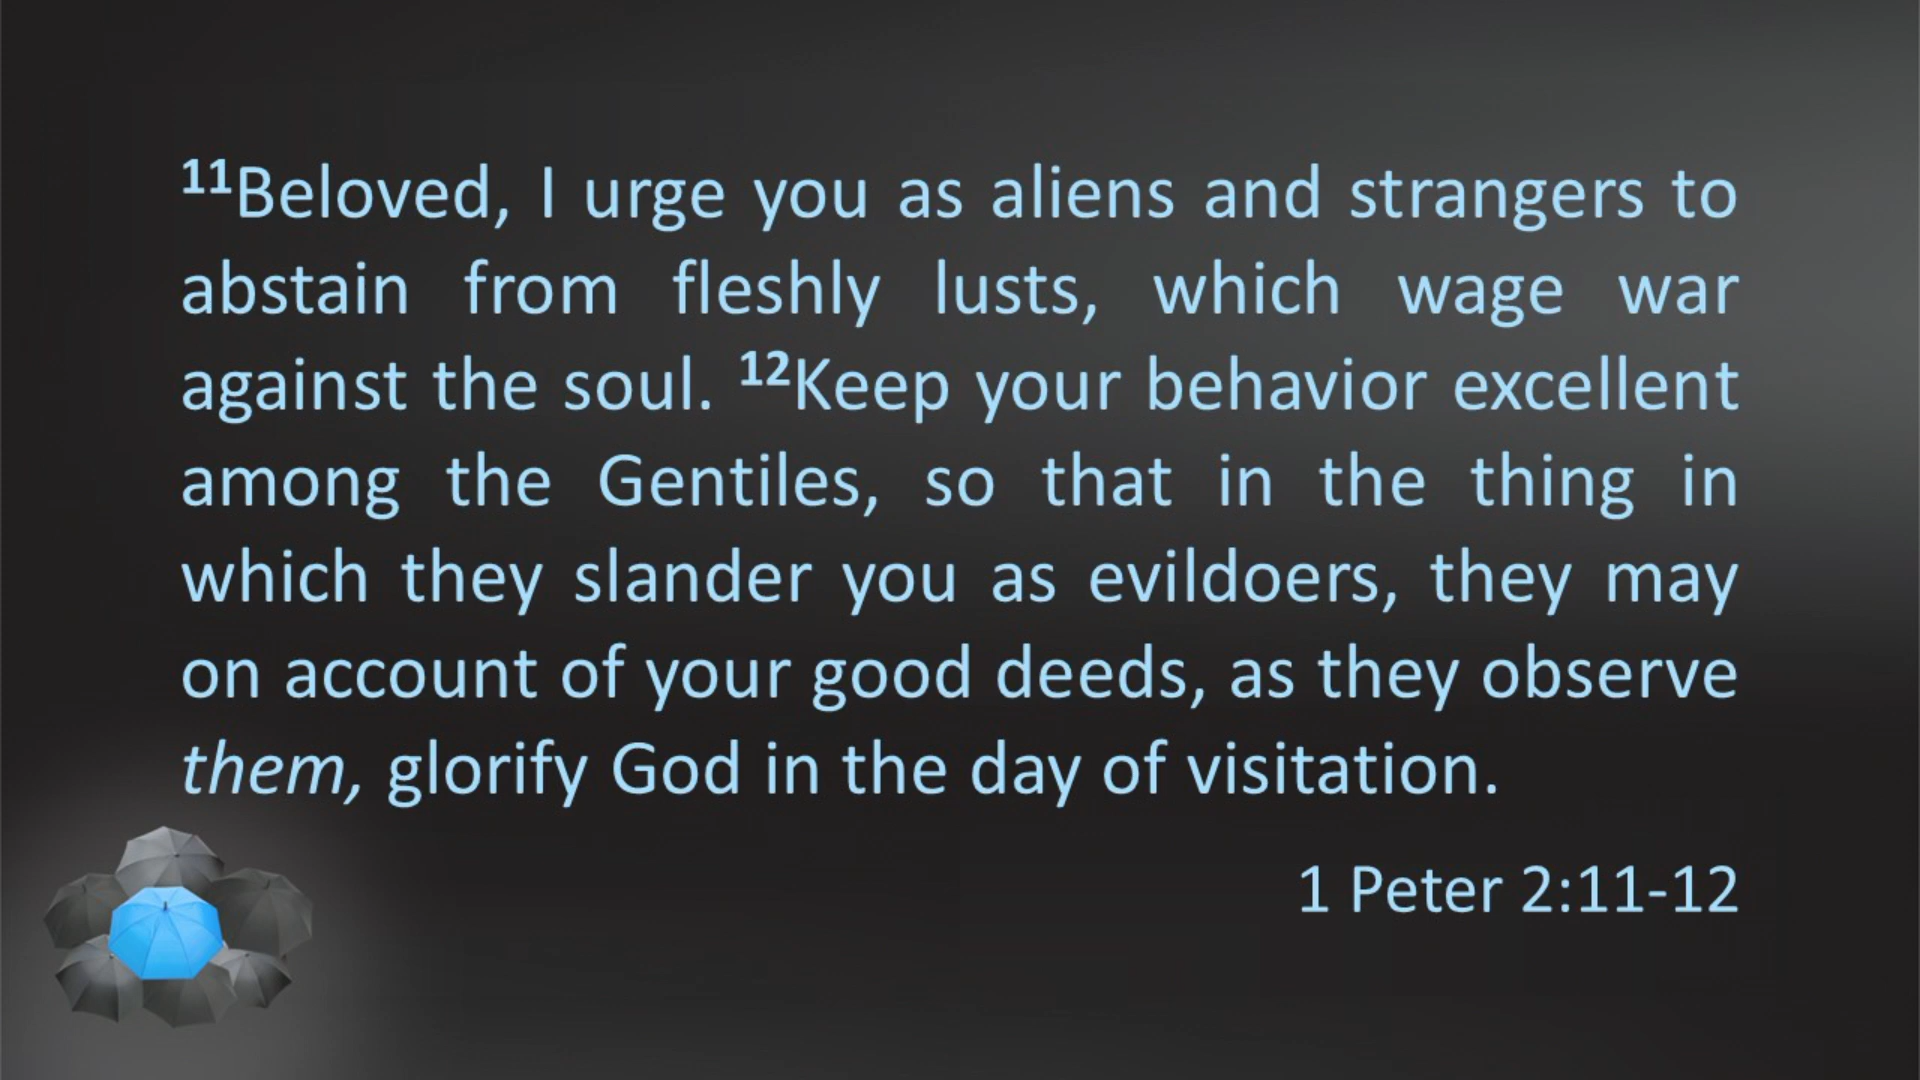 ¹¹Beloved, I urge you as aliens and strangers to
abstain from fleshly lusts, which wage war
against the soul. ¹²Keep your behavior excellent
among the Gentiles, so that in the thing in
which they slander you as evildoers, they may
on account of your good deeds, as they observe
them, glorify God in the day of visitation.
1 Peter 2:11-12